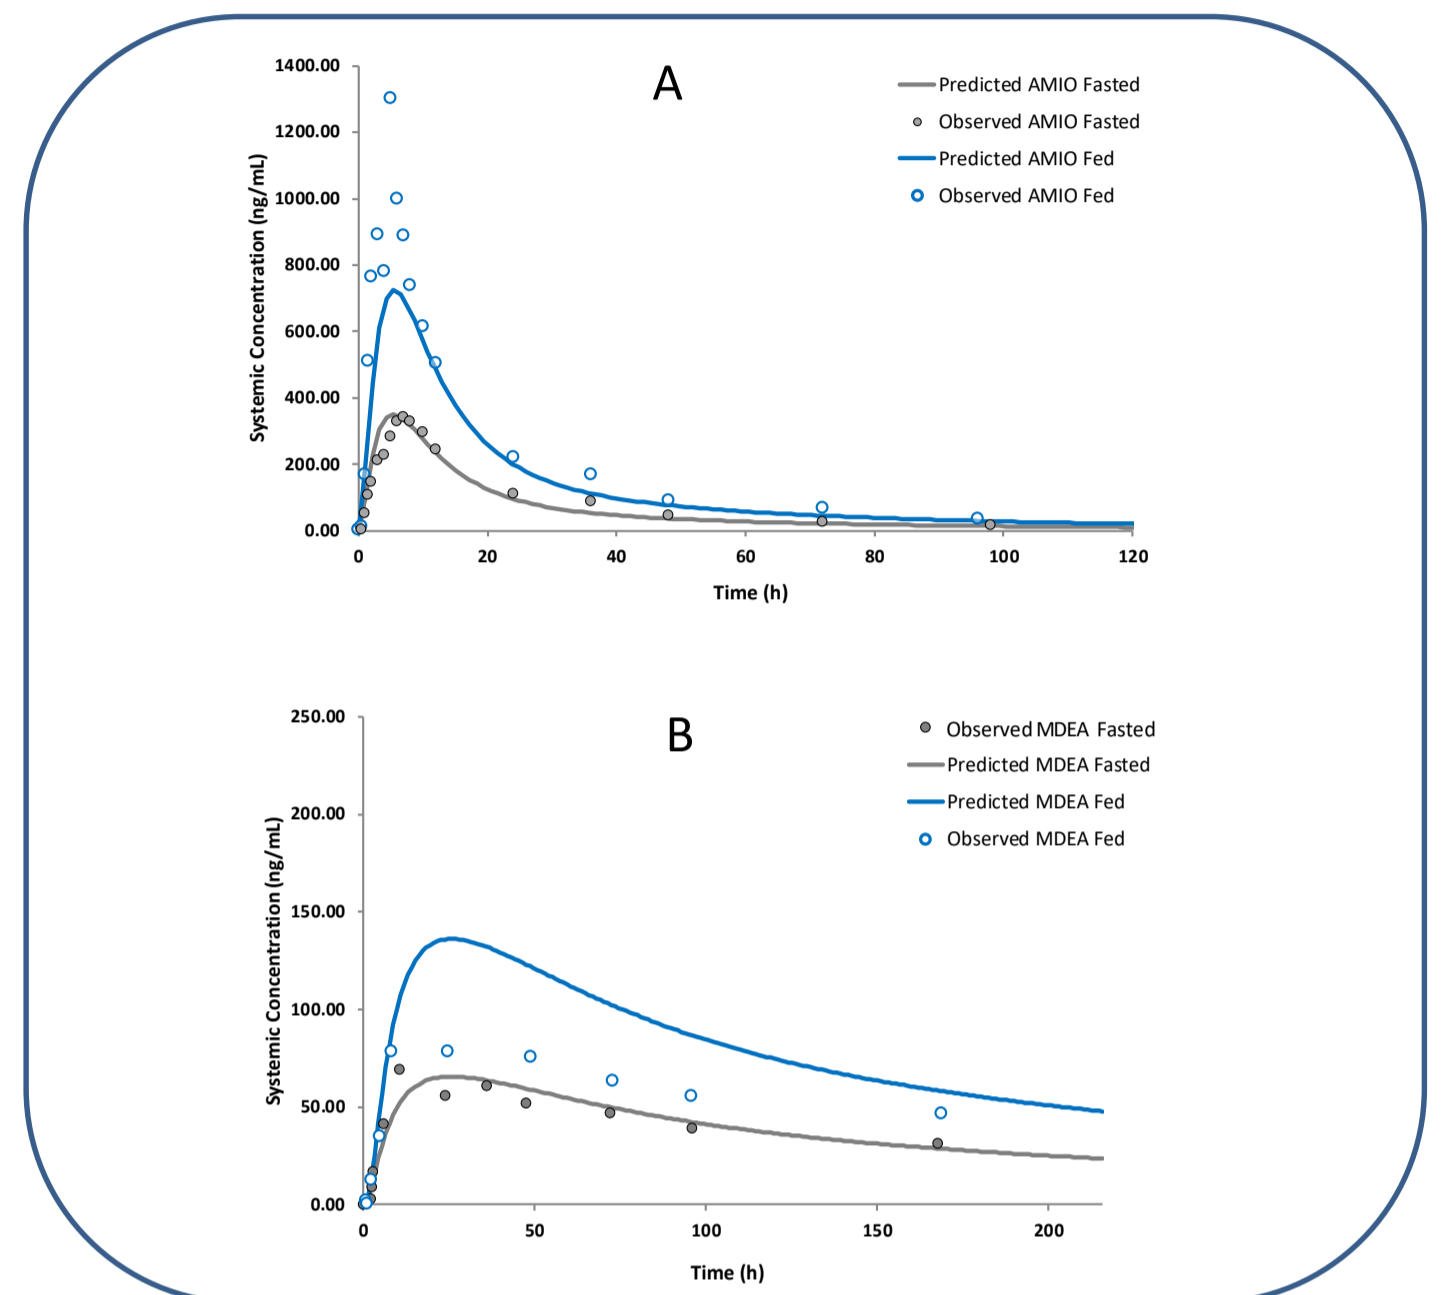 A
1400.00
1200.00
1000.00
800.00
600.00
400.00
200.00
0.00
Systemic Concentration (ng/mL)
Predicted AMIO Fasted
Observed AMIO Fasted
Predicted AMIO Fed
Observed AMIO Fed
0 20 40 60 80 100 120
Time (h)
B
250.00
200.00
150.00
100.00
50.00
0.00
Systemic Concentration (ng/mL)
Observed MDEA Fasted
Predicted MDEA Fasted
Predicted MDEA Fed
Observed MDEA Fed
0 50 100 150 200
Time (h)